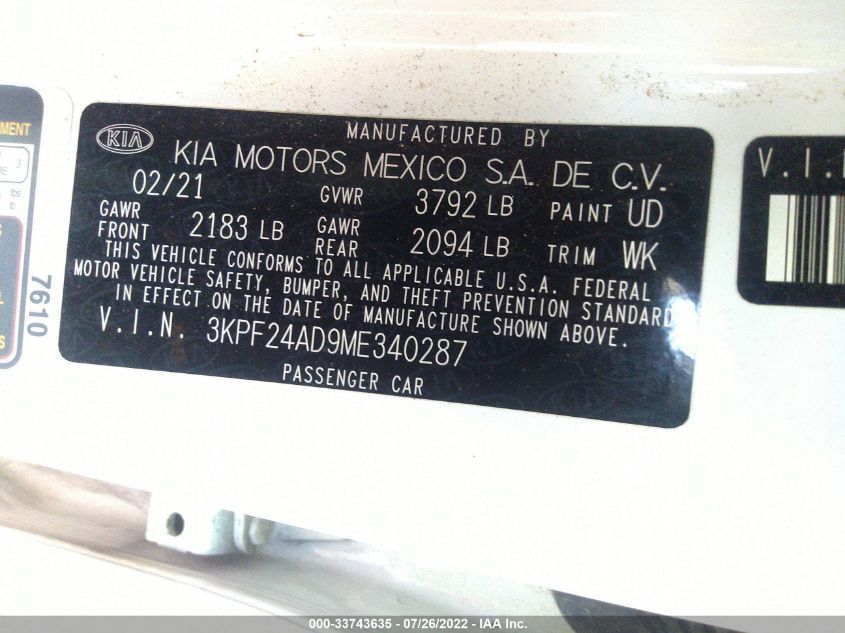 MENT
3
7610
KIA
MANUFACTURED BY
KIA MOTORS MEXICO S.A. DE C.V.
02/21 GVWR 3792 LB PAINT UD
GAWR FRONT 2183 LB GAWR REAR 2094 LB TRIM WK
THIS VEHICLE CONFORMS TO ALL APPLICABLE U.S.A. FEDERAL
MOTOR VEHICLE SAFETY, BUMPER, AND THEFT PREVENTION STANDARD
IN EFFECT ON THE DATE OF MANUFACTURE SHOWN ABOVE.
V.I.N. 3KPF24AD9ME340287
PASSENGER CAR
V.I.
000-33743635 - 07/26/2022 - IAA Inc.